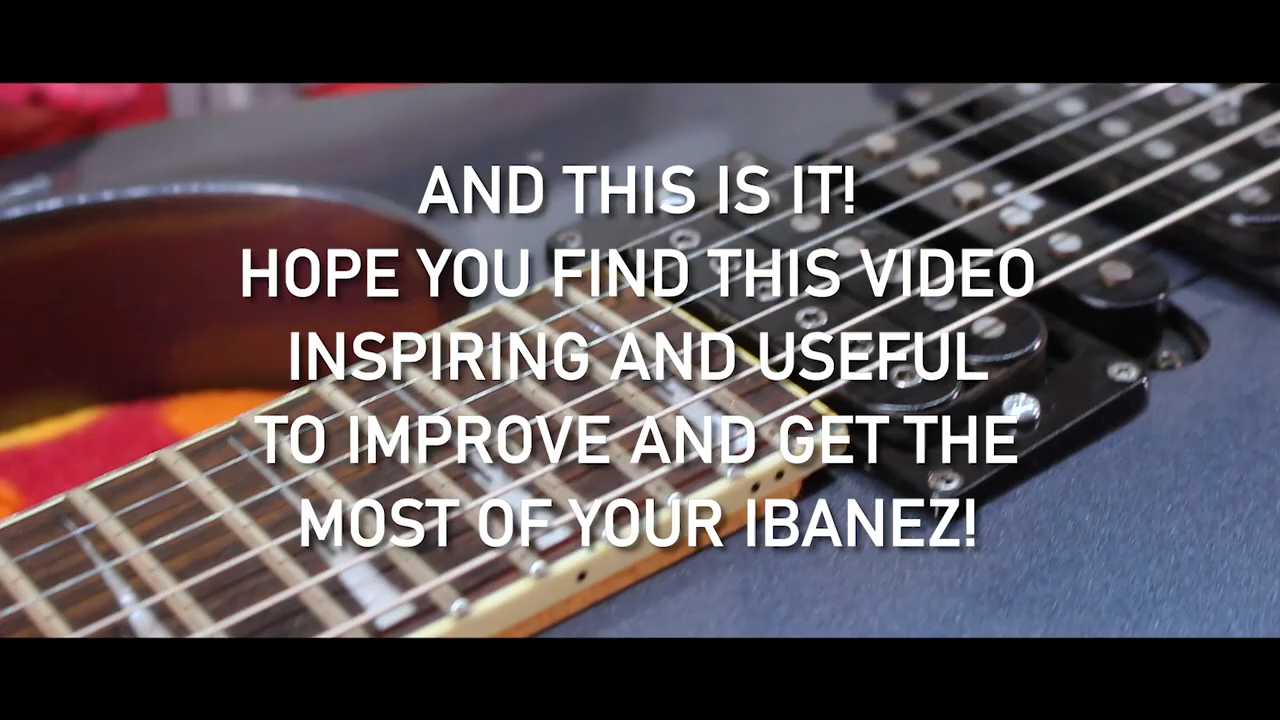 AND THIS IS IT!
HOPE YOU FIND THIS VIDEO
INSPIRING AND USEFUL
TO IMPROVE AND GET THE
MOST OF YOUR IBANEZ!